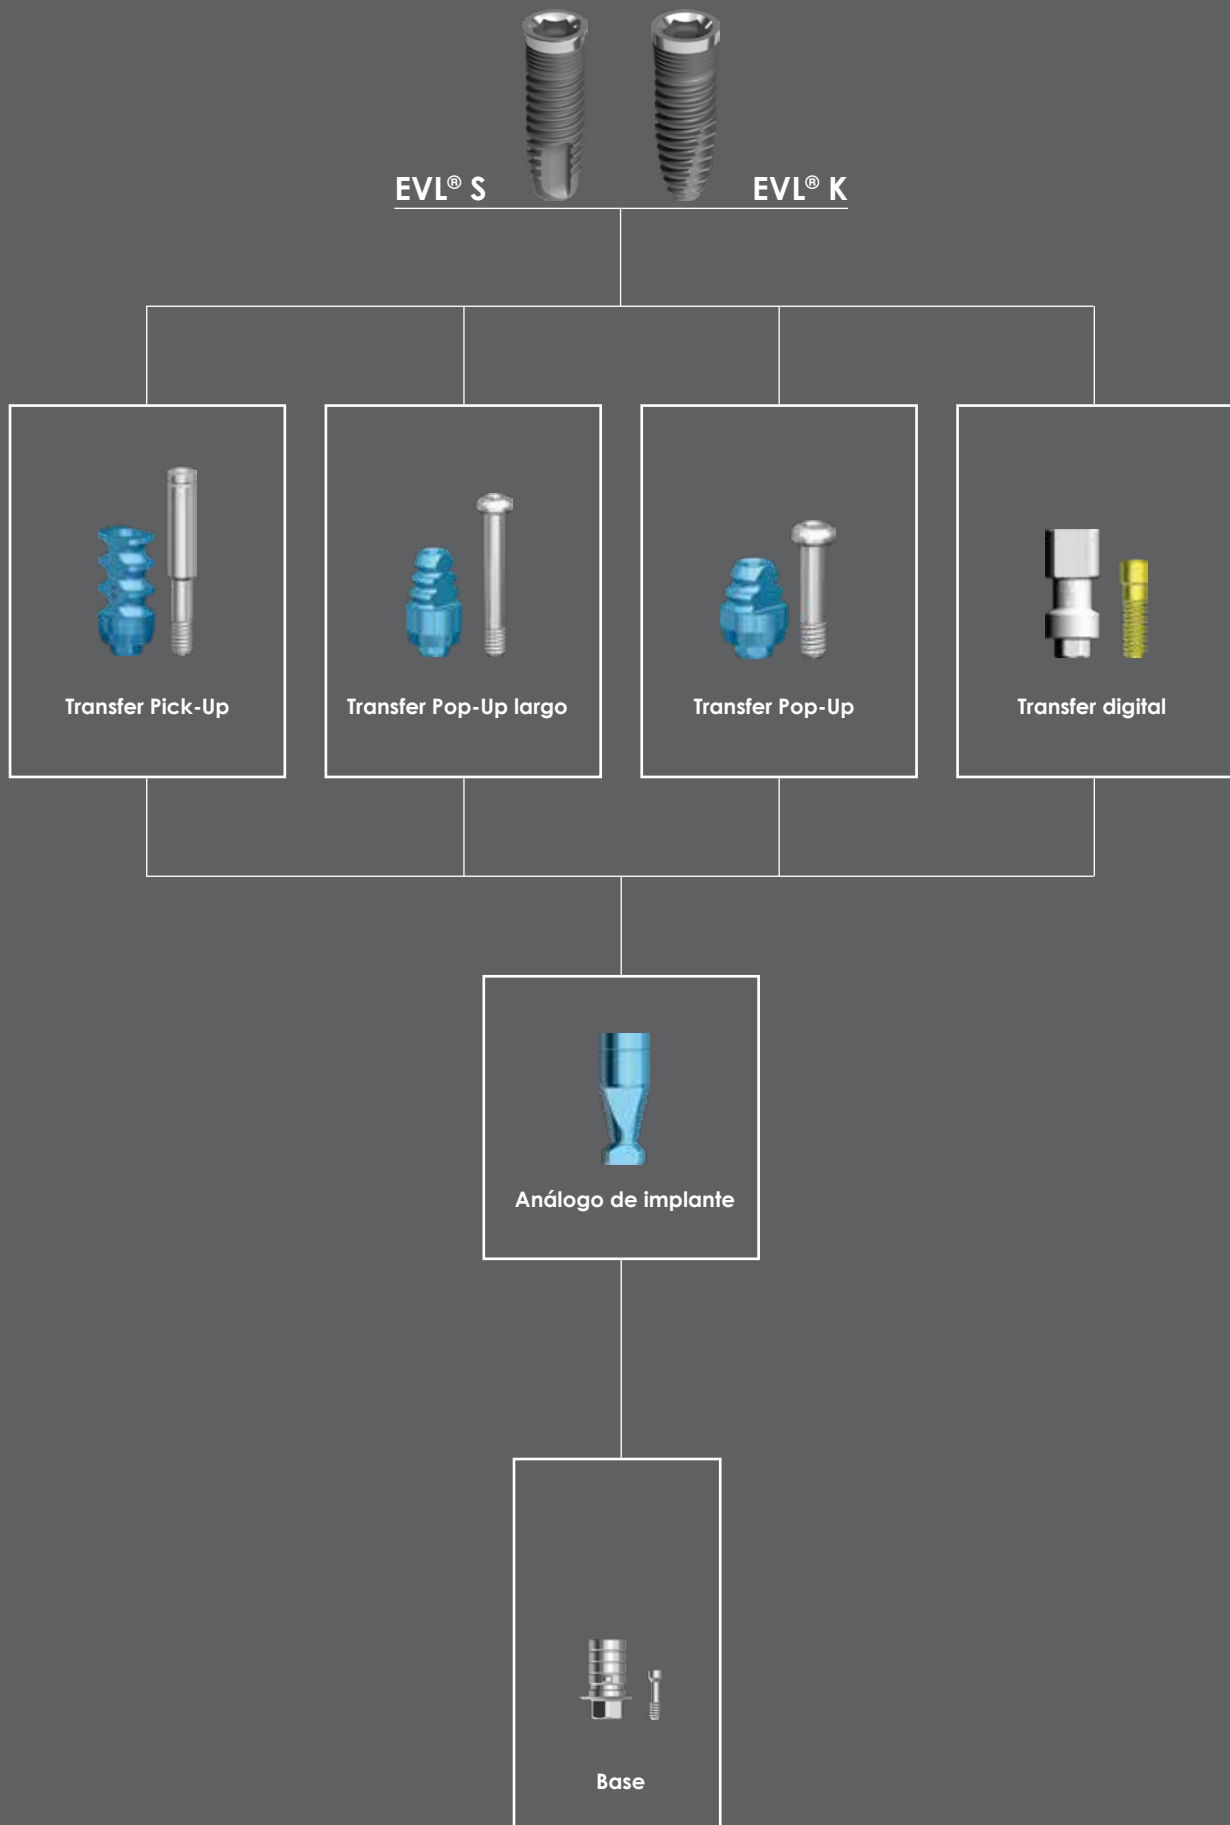 EVL® S
EVL® K
Transfer Pick-Up
Transfer Pop-Up largo
Transfer Pop-Up
Transfer digital
Análogo de implante
Base